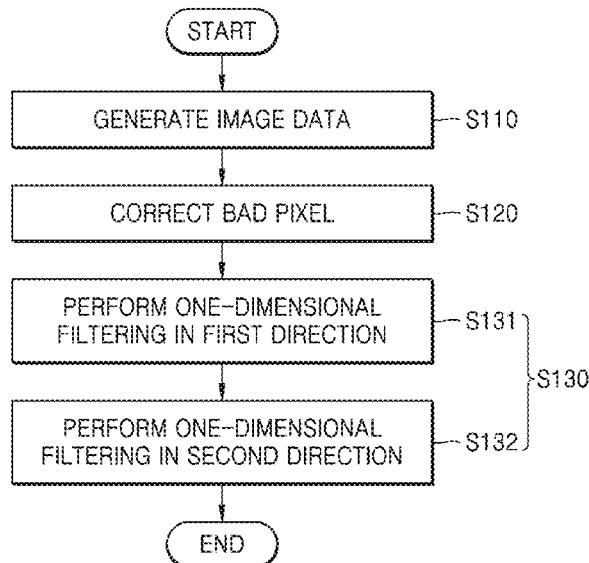 START
GENERATE IMAGE DATA
S110
CORRECT BAD PIXEL
S120
PERFORM ONE-DIMENSIONAL
FILTERING IN FIRST DIRECTION
S131
S130
PERFORM ONE-DIMENSIONAL
FILTERING IN SECOND DIRECTION
S132
END